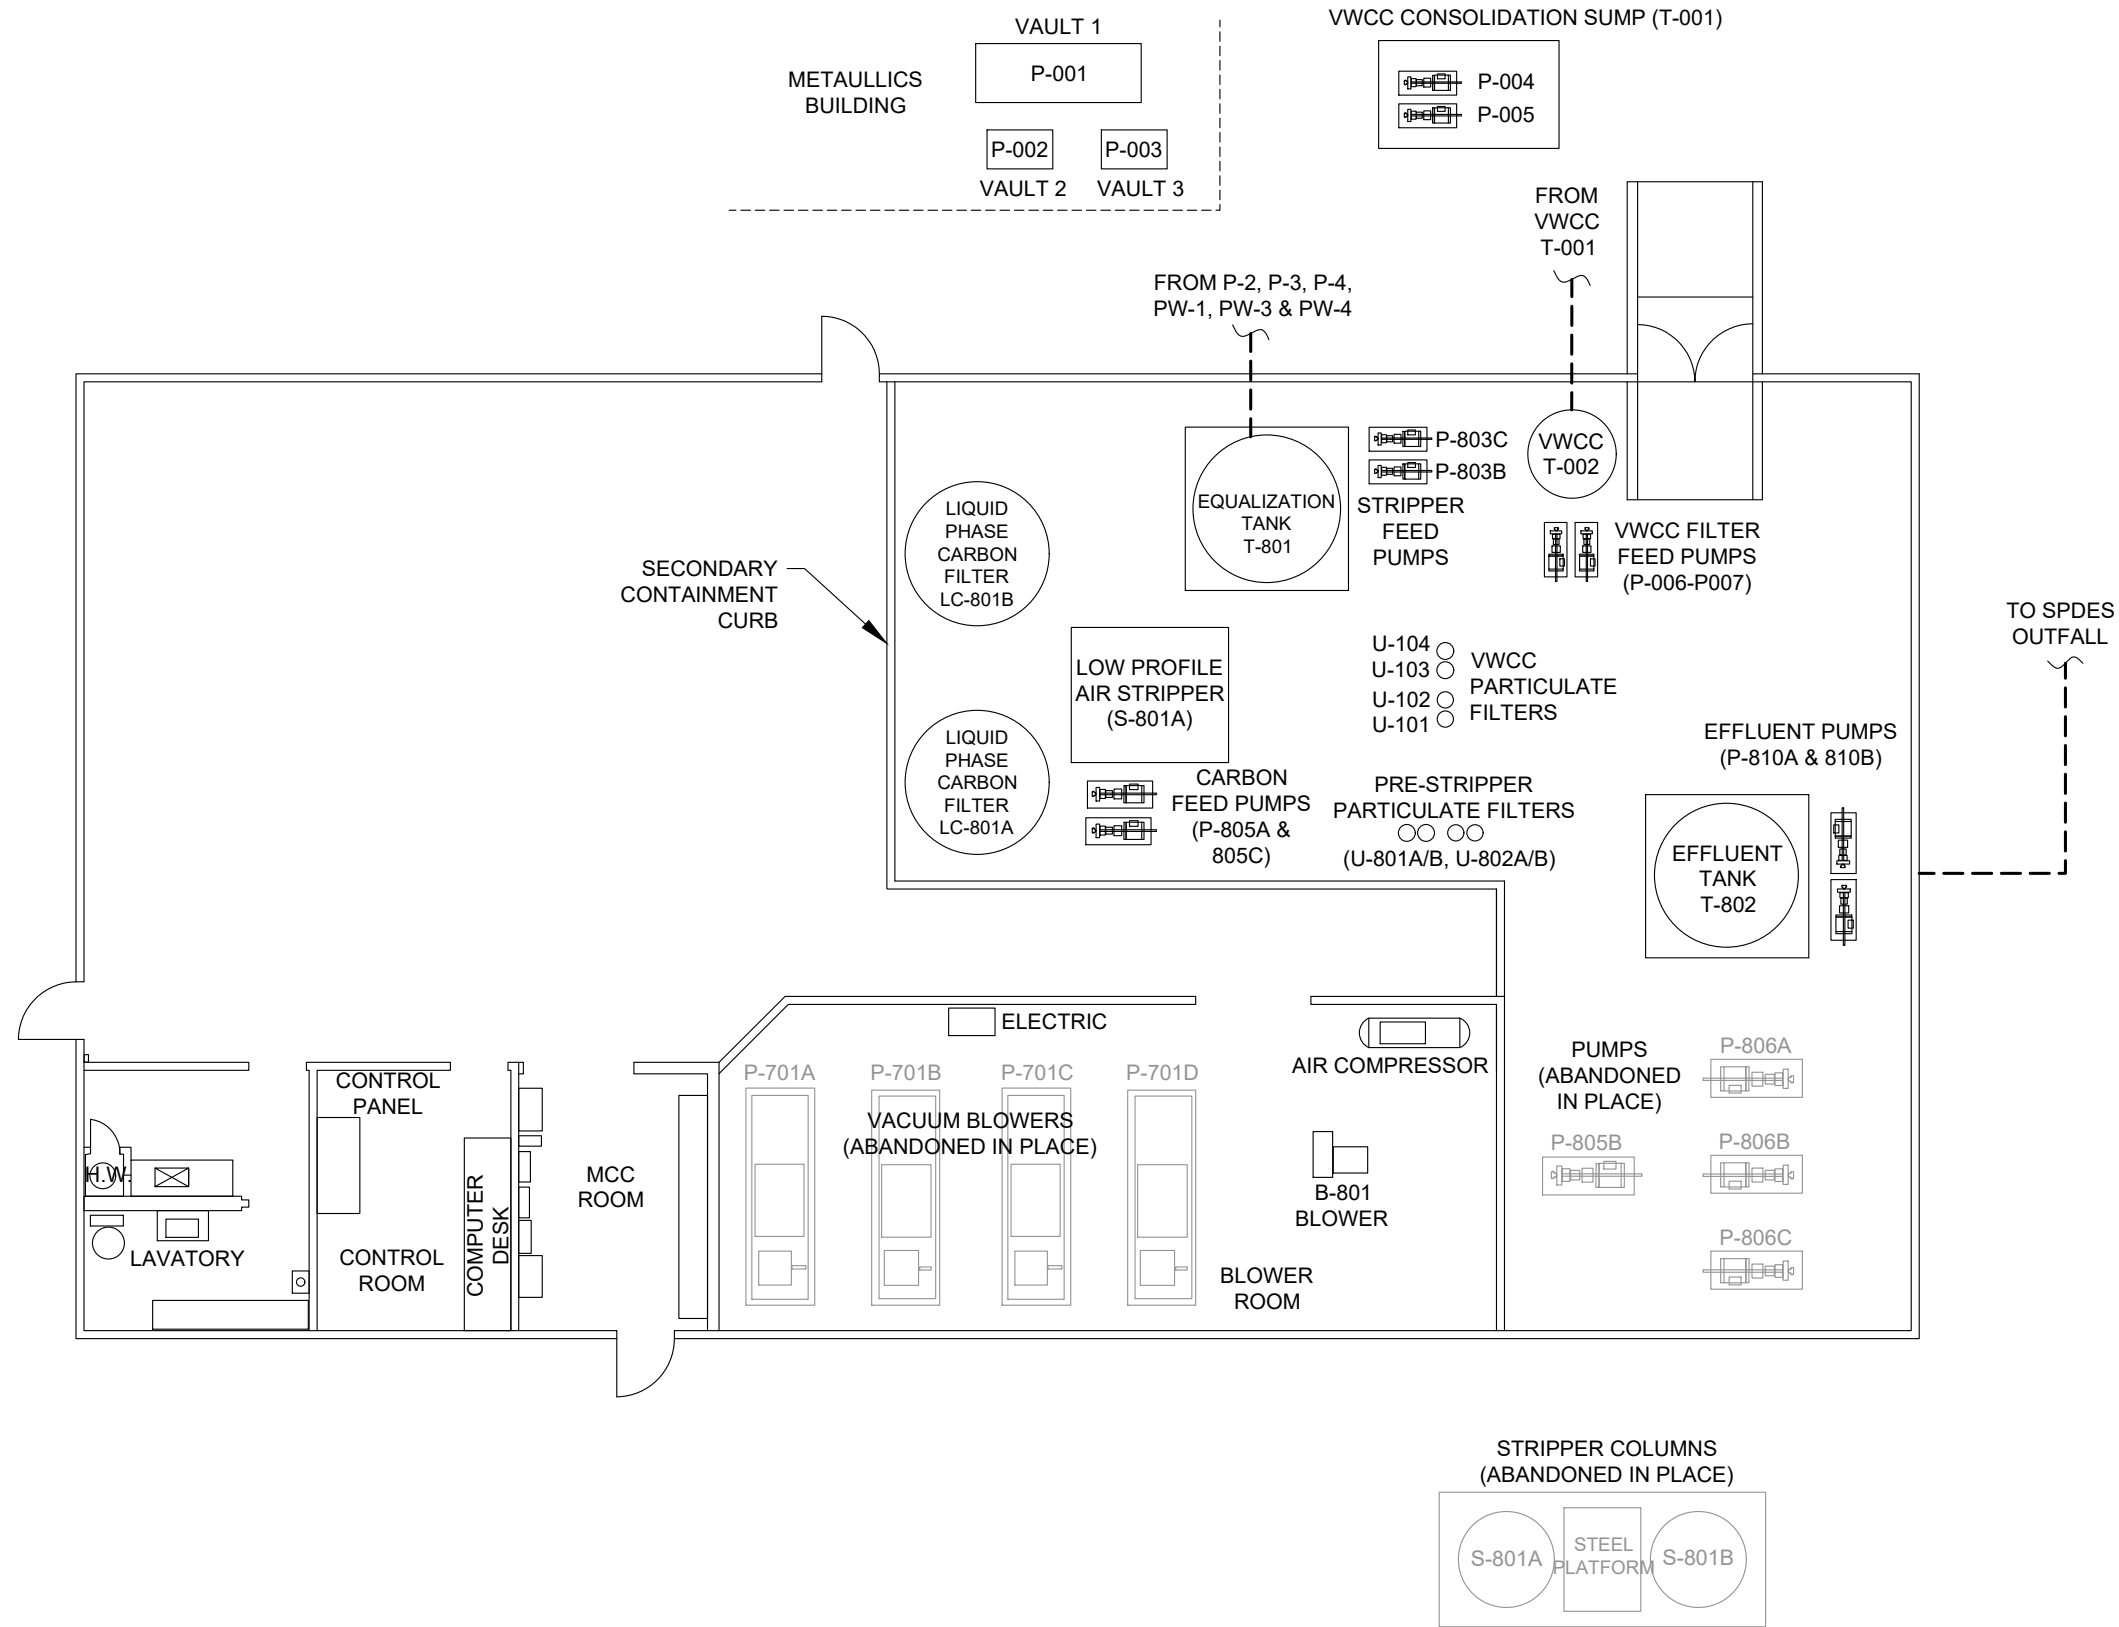 VAULT 1
P-001
METAULLICS
BUILDING
P-002
P-003
VAULT 2
VAULT 3
VWCC CONSOLIDATION SUMP (T-001)
P-004
P-005
FROM
VWCC
T-001
FROM P-2, P-3, P-4,
PW-1, PW-3 & PW-4
P-803C
P-803B
STRIPPER
FEED
PUMPS
VWCC
T-002
EQUALIZATION
TANK
T-801
LIQUID
PHASE
CARBON
FILTER
LC-801B
VWCC FILTER
FEED PUMPS
(P-006-P007)
SECONDARY
CONTAINMENT
CURB
TO SPDES
OUTFALL
LOW PROFILE
AIR STRIPPER
(S-801A)
U-104
U-103
U-102
U-101
VWCC
PARTICULATE
FILTERS
LIQUID
PHASE
CARBON
FILTER
LC-801A
EFFLUENT PUMPS
(P-810A & 810B)
CARBON
FEED PUMPS
(P-805A &
805C)
PRE-STRIPPER
PARTICULATE FILTERS
(U-801A/B, U-802A/B)
EFFLUENT
TANK
T-802
ELECTRIC
AIR COMPRESSOR
PUMPS
(ABANDONED
IN PLACE)
P-806A
P-805B
P-806B
P-806C
CONTROL
PANEL
P-701A
P-701B
P-701C
P-701D
VACUUM BLOWERS
(ABANDONED IN PLACE)
H.W.
MCC
ROOM
COMPUTER
DESK
B-801
BLOWER
LAVATORY
CONTROL
ROOM
BLOWER
ROOM
STRIPPER COLUMNS
(ABANDONED IN PLACE)
S-801A
STEEL
PLATFORM
S-801B